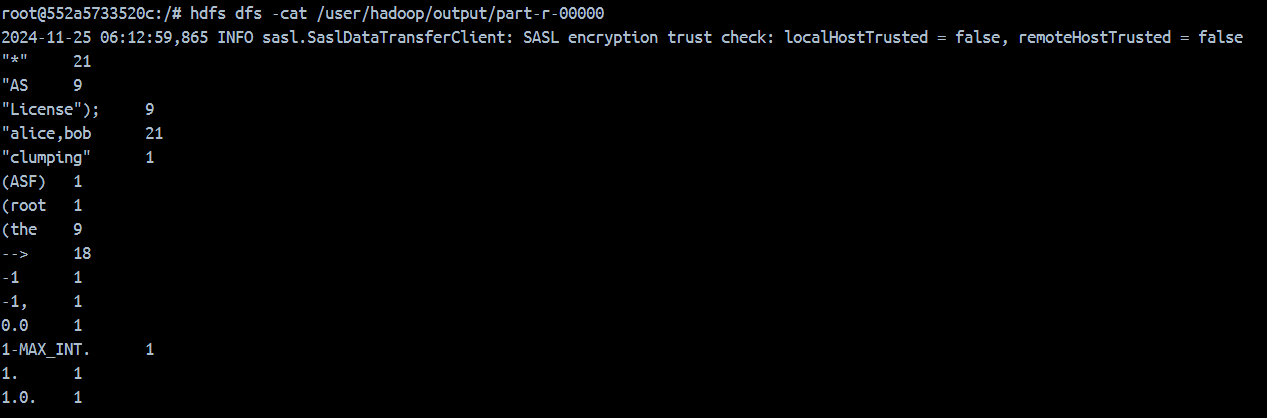 root@552a5733520c:/# hdfs dfs -cat /user/hadoop/output/part-r-00000
2024-11-25 06:12:59,865 INFO sasl.SaslDataTransferClient: SASL encryption trust check: localHostTrusted = false, remoteHostTrusted = false
"*"	21
"AS	9
"License");	9
"alice,bob	21
"clumping"	1
(ASF)	1
(root	1
(the	9
-->	18
-1	1
-1,	1
0.0	1
1-MAX_INT.	1
1.	1
1.0.	1